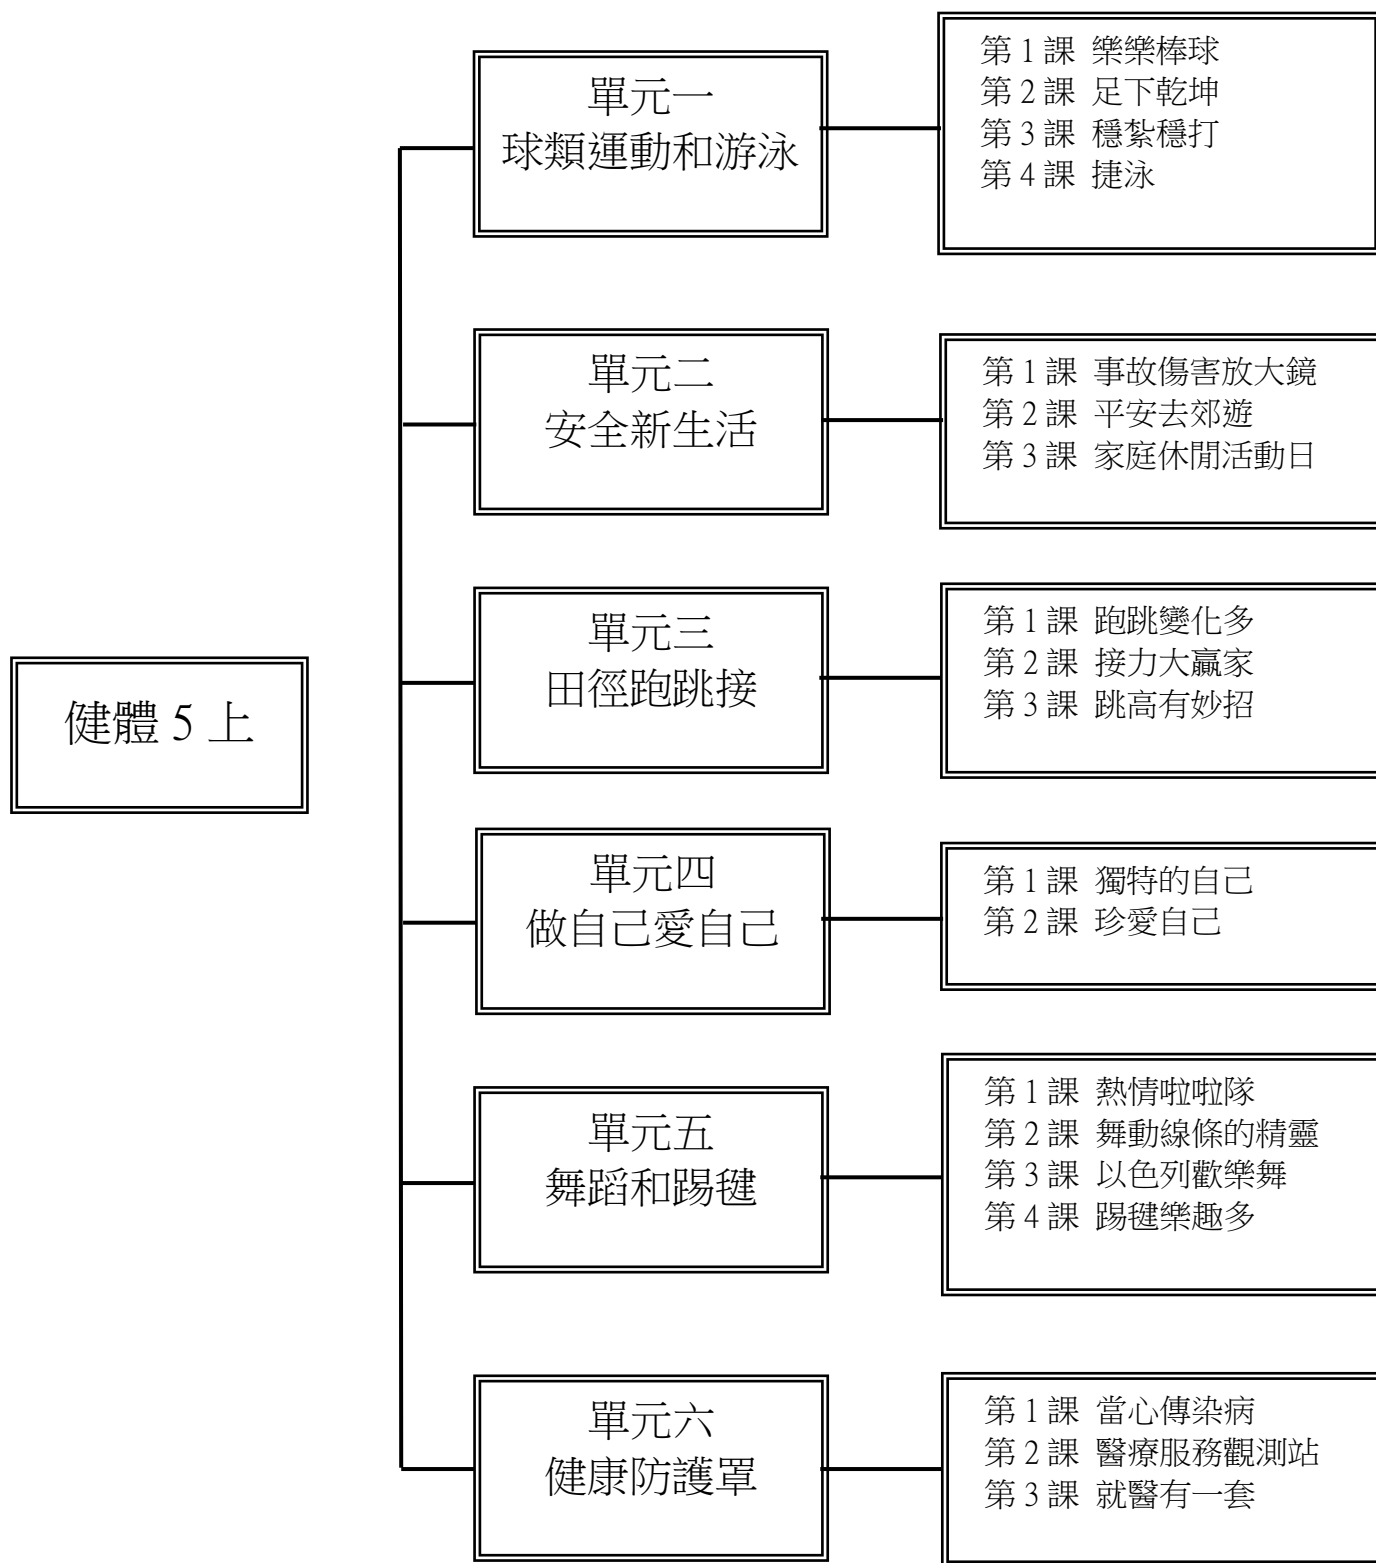 健體 5 上
單元一
球類運動和游泳
第 1 課 樂樂棒球
第 2 課 足下乾坤
第 3 課 穩紮穩打
第 4 課 捷泳
單元二
安全新生活
第 1 課 事故傷害放大鏡
第 2 課 平安去郊遊
第 3 課 家庭休閒活動日
單元三
田徑跑跳接
第 1 課 跑跳變化多
第 2 課 接力大贏家
第 3 課 跳高有妙招
單元四
做自己愛自己
第 1 課 獨特的自己
第 2 課 珍愛自己
單元五
舞蹈和踢毽
第 1 課 熱情啦啦隊
第 2 課 舞動線條的精靈
第 3 課 以色列歡樂舞
第 4 課 踢毽樂趣多
單元六
健康防護罩
第 1 課 當心傳染病
第 2 課 醫療服務觀測站
第 3 課 就醫有一套